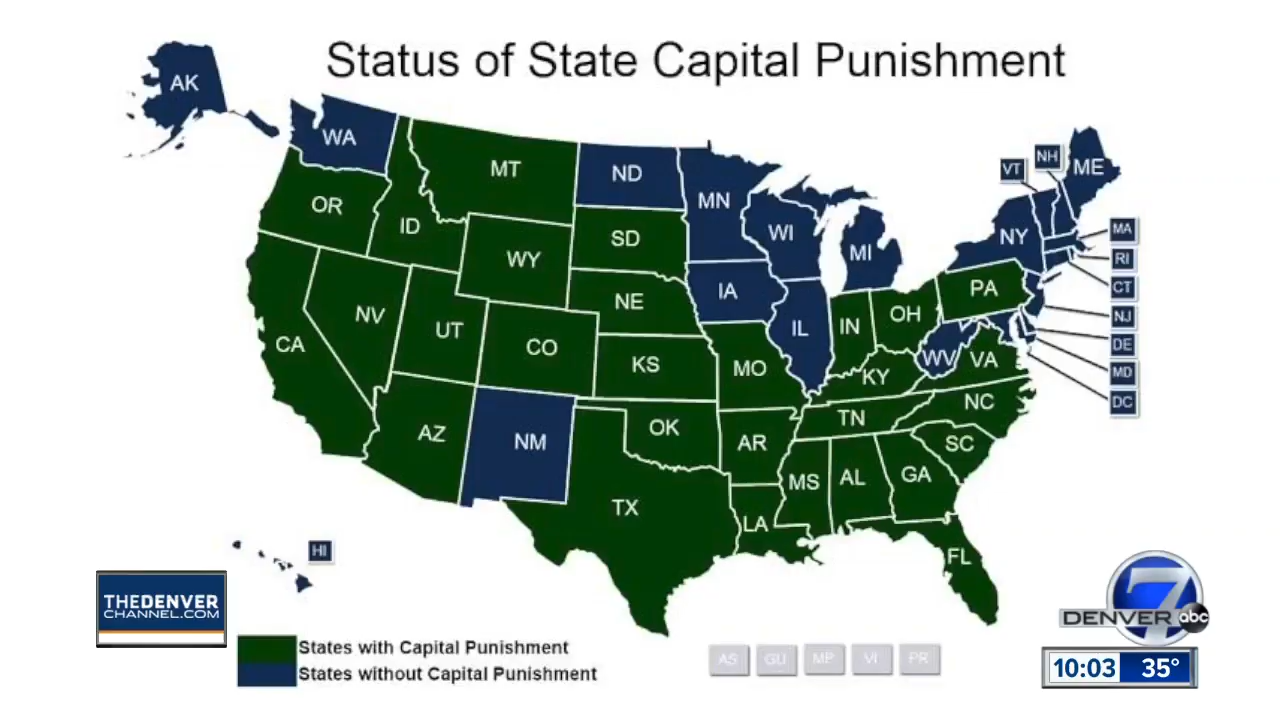 Status of State Capital Punishment
AK
WA
MT
ND
MN
VT
NH
ME
OR
ID
SD
WI
MI
NY
MA
WY
RI
IA
NE
PA
CT
NV
UT
CO
IL
IN
OH
NJ
CA
KS
MO
WV
VA
DE
KY
MD
NC
DC
AZ
NM
OK
AR
TN
SC
MS
AL
GA
TX
LA
FL
HI
THEDENVER
CHANNEL.COM
States with Capital Punishment
States without Capital Punishment
AS
GU
MP
VI
PR
7
DENVER
abc
10:03 35°